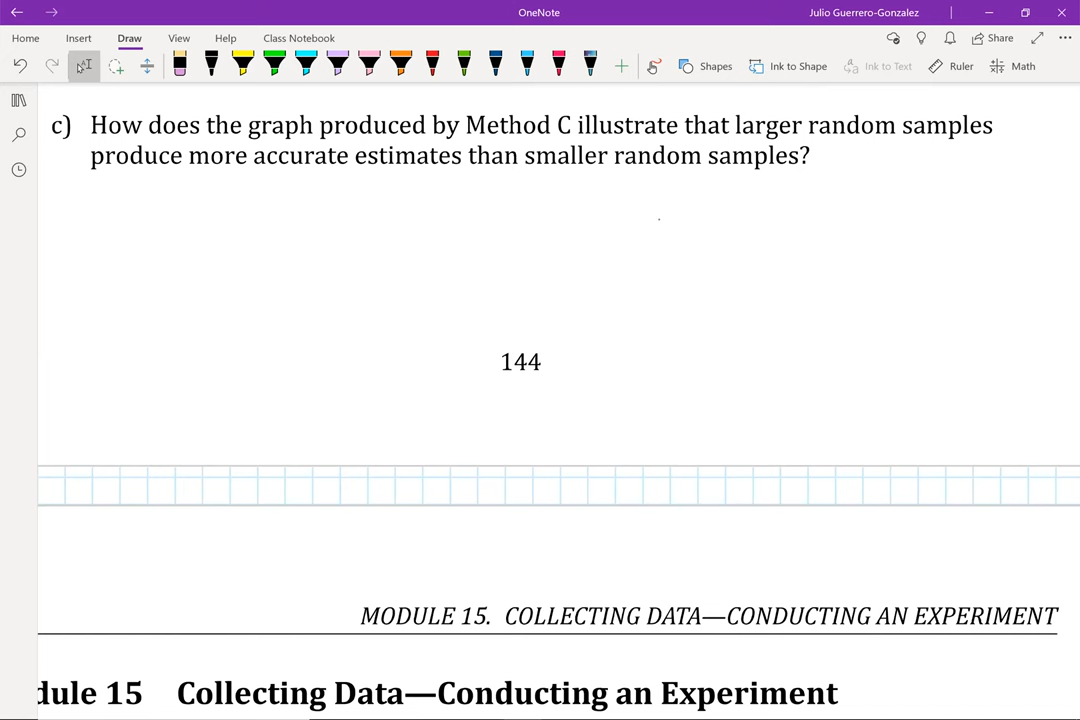 OneNote
Julio Guerrero-Gonzalez
Home Insert Draw View Help Class Notebook
Share
Shapes Ink to Shape Ink to Text Ruler Math
c) How does the graph produced by Method C illustrate that larger random samples
produce more accurate estimates than smaller random samples?
144
MODULE 15. COLLECTING DATA—CONDUCTING AN EXPERIMENT
dule 15 Collecting Data—Conducting an Experiment